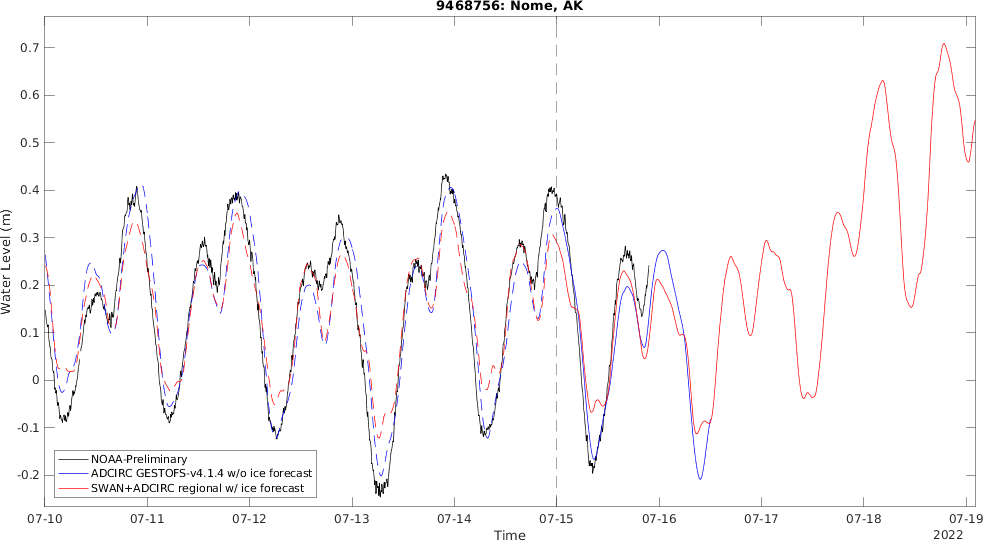 9468756: Nome, AK
Water Level (m)
0.7
0.6
0.5
0.4
0.3
0.2
0.1
0
-0.1
-0.2
NOAA-Preliminary
ADCIRC GESTOFS-v4.1.4 w/o ice forecast
SWAN+ADCIRC regional w/ ice forecast
07-10 07-11 07-12 07-13 07-14 07-15 07-16 07-17 07-18 07-19
Time
2022